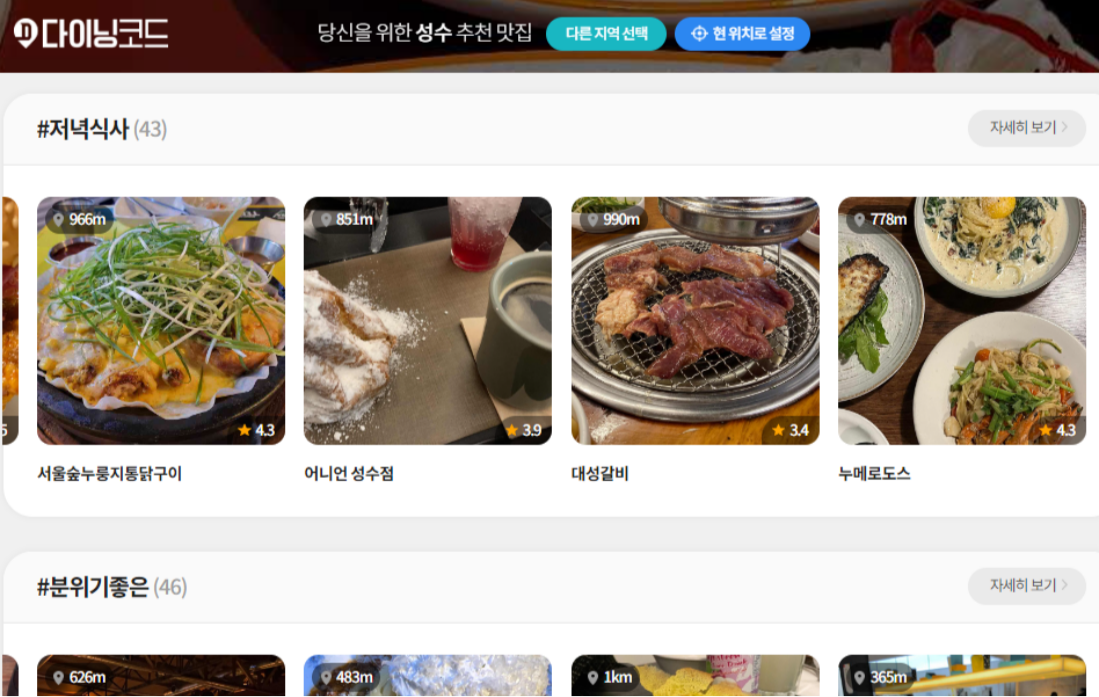 다이닝코드
당신을 위한 성수 추천 맛집 다른 지역 선택 현 위치로 설정
#저녁식사 (43) 자세히 보기 >
966m 851m 990m 778m
5 4.3 3.9 3.4 4.3
서울숲누룽지통닭구이 어니언 성수점 대성갈비 누메로도스
#분위기좋은 (46) 자세히 보기 >
626m 483m 1km 365m